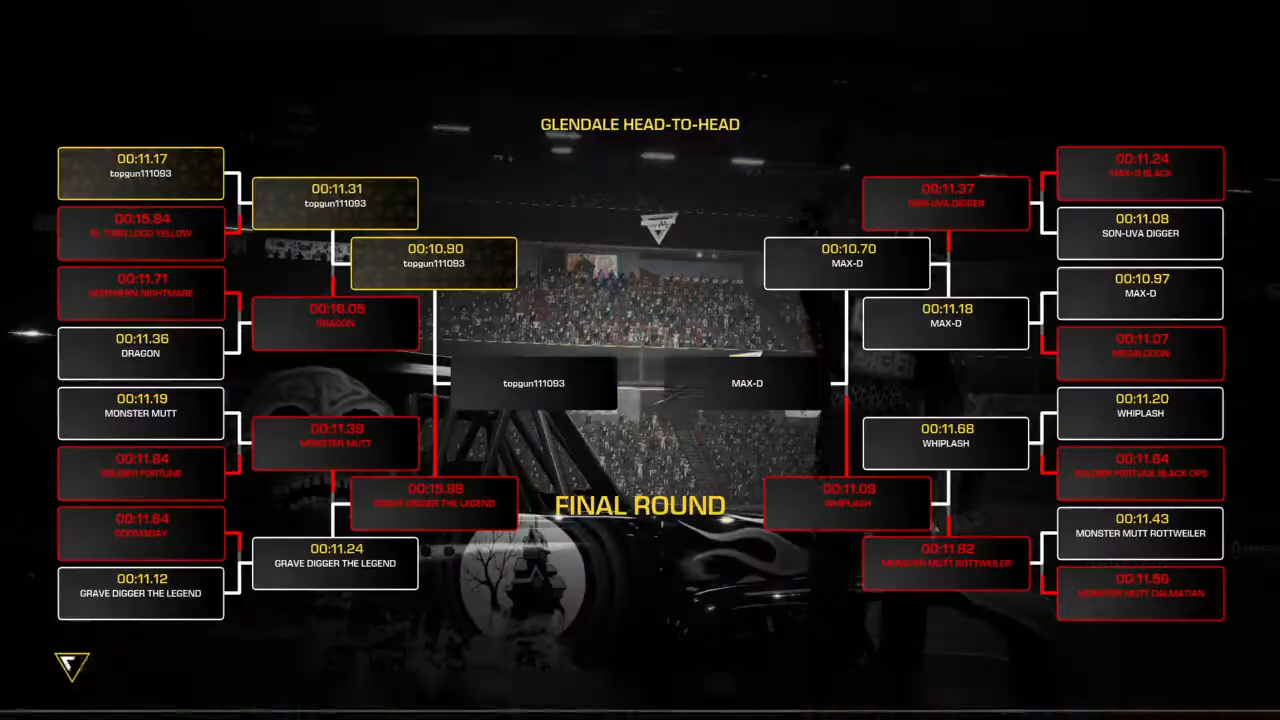 GLENDALE HEAD-TO-HEAD
00:11.17
topgun111093
00:15.94
EL TORO LOCO YELLOW
00:11.71
NORTHERN NIGHTMARE
00:11.36
DRAGON
00:11.19
MONSTER MUTT
00:11.84
SOLDIER FORTUNE
00:11.64
DOOMSDAY
00:11.12
GRAVE DIGGER THE LEGEND
00:11.31
topgun111093
00:16.05
DRAGON
00:11.39
MONSTER MUTT
00:11.24
GRAVE DIGGER THE LEGEND
00:10.90
topgun111093
00:15.99
GRAVE DIGGER THE LEGEND
topgun111093
MAX-D
FINAL ROUND
00:10.70
MAX-D
00:11.08
WHIPLASH
00:11.37
SON-UVA DIGGER
00:11.18
MAX-D
00:11.68
WHIPLASH
00:11.82
MONSTER MUTT ROTTWEILER
00:11.24
MAX-D BLACK
00:11.08
SON-UVA DIGGER
00:10.97
MAX-D
00:11.07
MEGALODON
00:11.20
WHIPLASH
00:11.64
SOLDIER FORTUNE BLACK OPS
00:11.43
MONSTER MUTT ROTTWEILER
00:11.56
MONSTER MUTT DALMATIAN